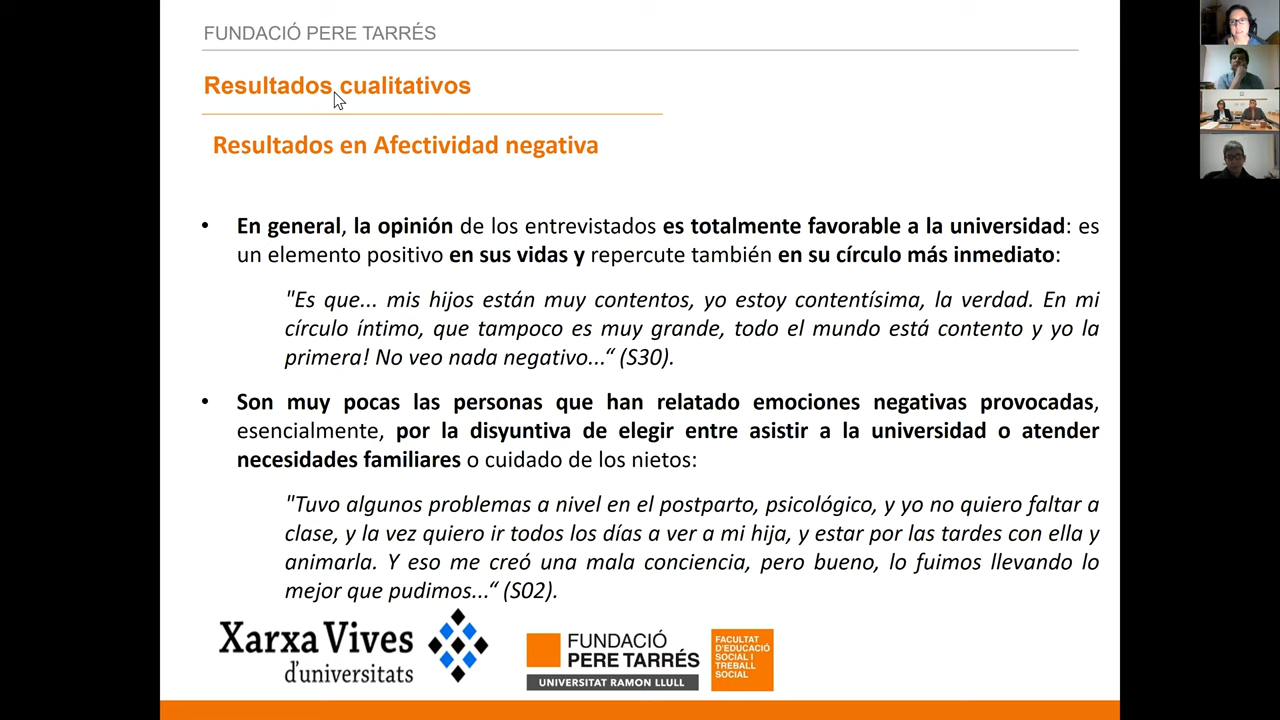 FUNDACIÓ PERE TARRÉS
Resultados cualitativos
Resultados en Afectividad negativa
• En general, la opinión de los entrevistados es totalmente favorable a la universidad: es
un elemento positivo en sus vidas y repercute también en su círculo más inmediato:
"Es que... mis hijos están muy contentos, yo estoy contentísima, la verdad. En mi
círculo íntimo, que tampoco es muy grande, todo el mundo está contento y yo la
primera! No veo nada negativo...“ (S30).
• Son muy pocas las personas que han relatado emociones negativas provocadas,
esencialmente, por la disyuntiva de elegir entre asistir a la universidad o atender
necesidades familiares o cuidado de los nietos:
"Tuvo algunos problemas a nivel en el postparto, psicológico, y yo no quiero faltar a
clase, y la vez quiero ir todos los días a ver a mi hija, y estar por las tardes con ella y
animarla. Y eso me creó una mala conciencia, pero bueno, lo fuimos llevando lo
mejor que pudimos...“ (S02).
Xarxa Vives
d'universitats
FUNDACIÓ
PERE TARRÉS
UNIVERSITAT RAMON LLULL
FACULTAT
D'EDUCACIÓ
SOCIAL I
TREBALL
SOCIAL